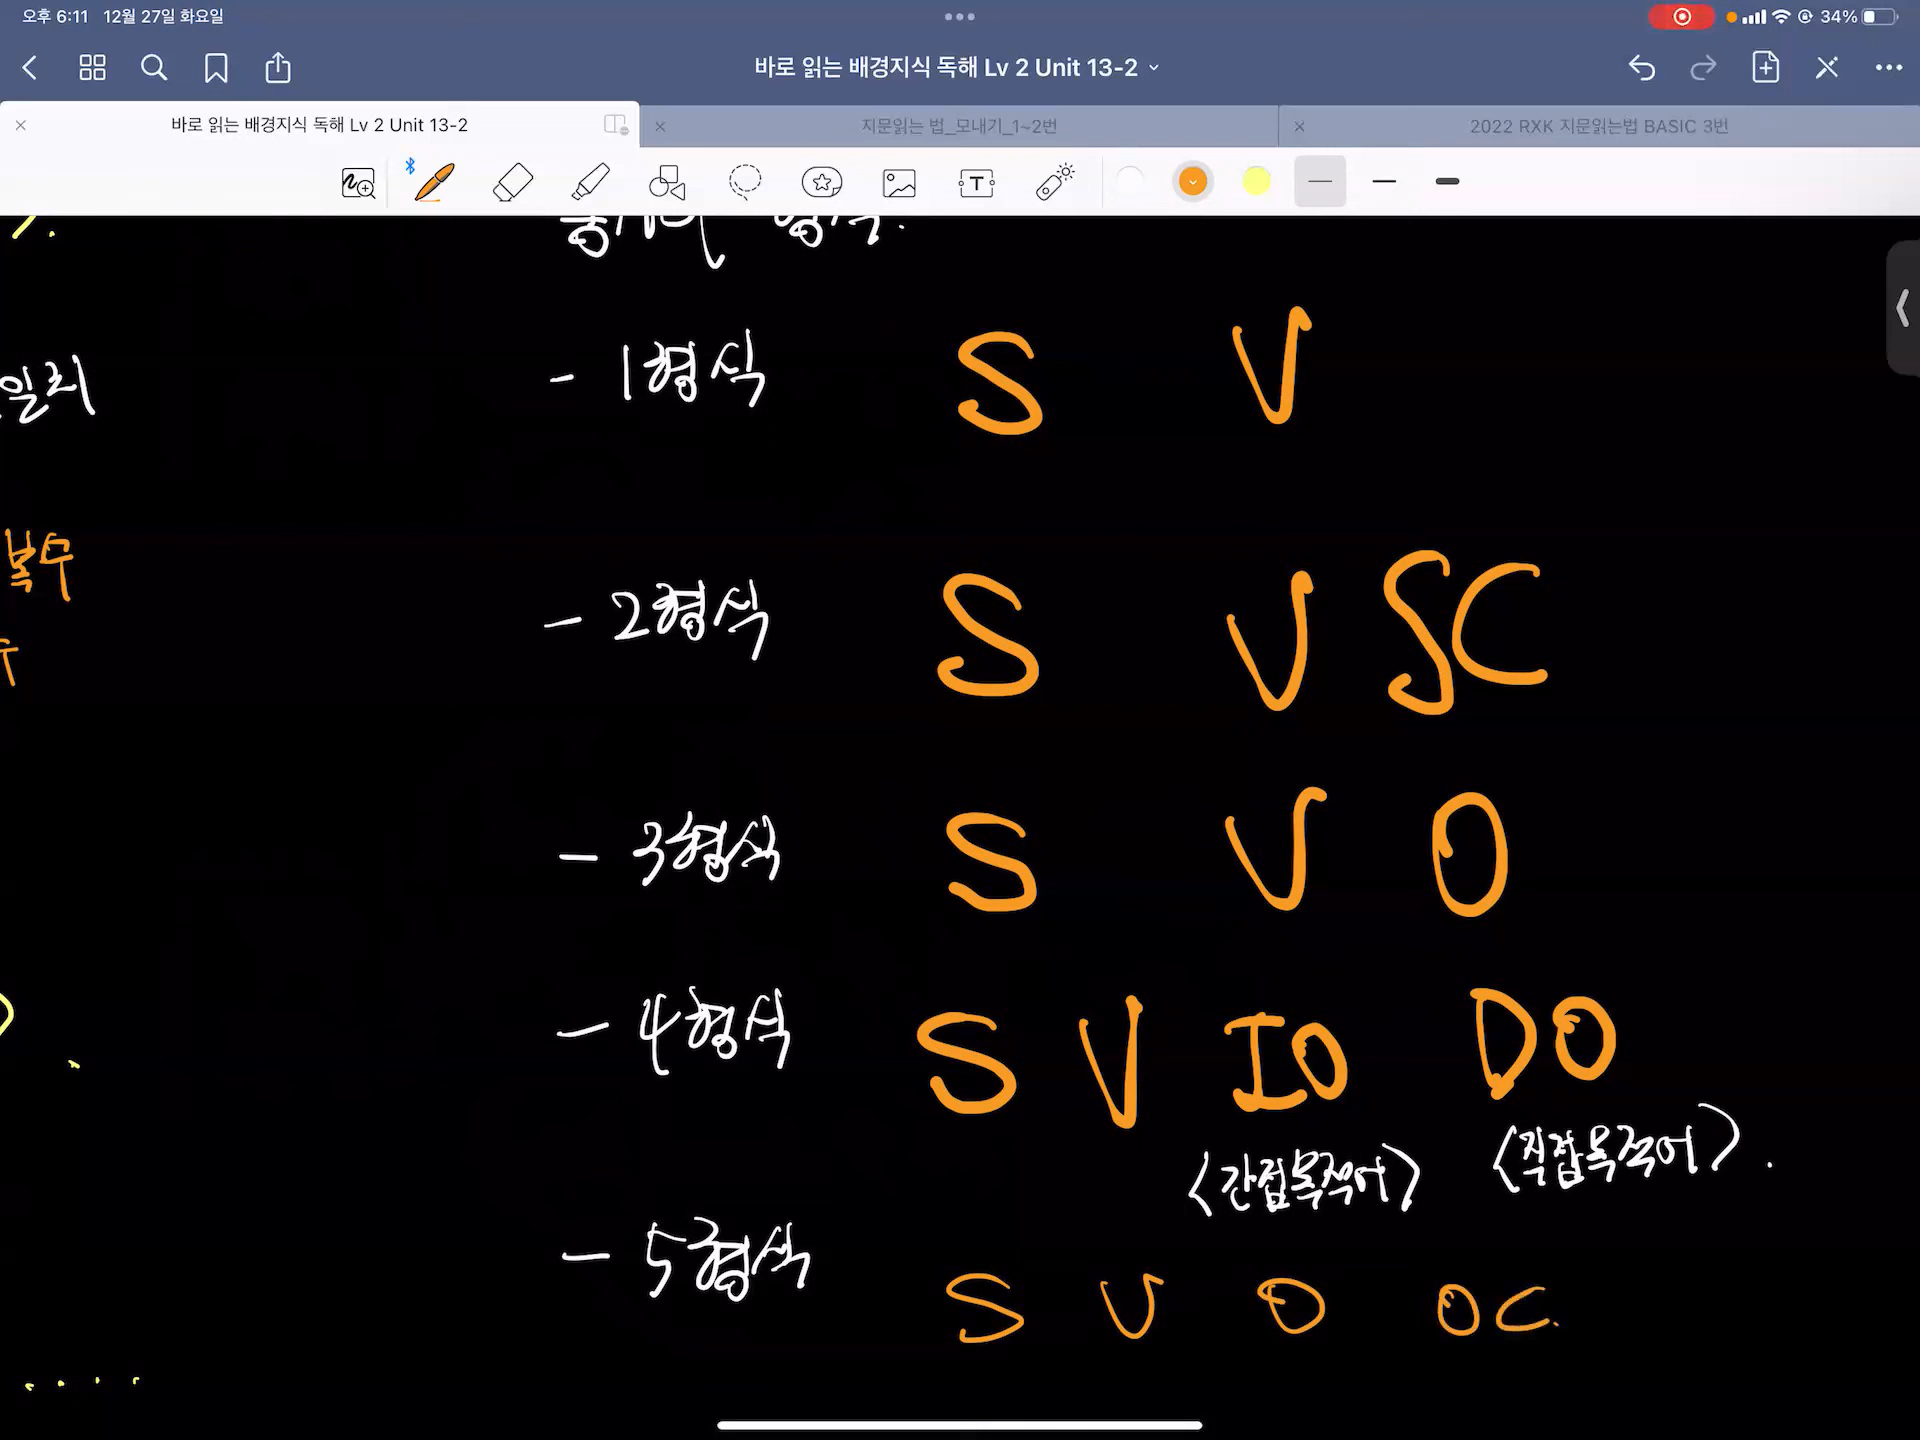 오후 6:11 12월 27일 화요일
34%
바로 읽는 배경지식 독해 Lv 2 Unit 13-2
바로 읽는 배경지식 독해 Lv 2 Unit 13-2
지문읽는 법_모내기_1~2번
2022 RXK 지문읽는법 BASIC 3번
- 1형식 S V
일리
복수
- 2형식 S V SC
- 3형식 S V O
- 4형식 S V IO DO
<간접목적어> <직접목적어>.
- 5형식 S V O OC.